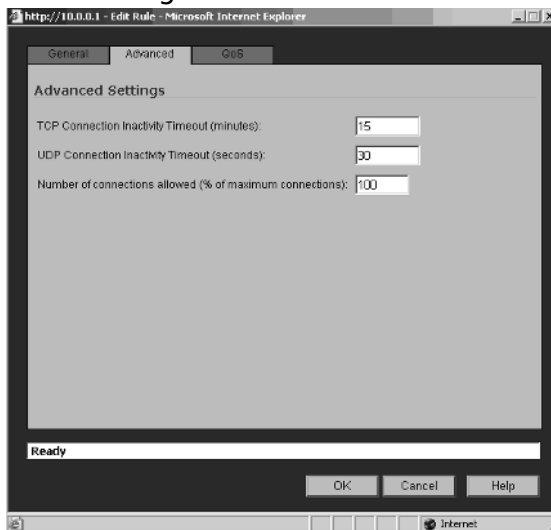 http://10.0.0.1 - Edit Rule - Microsoft Internet Explorer
General Advanced QoS
Advanced Settings
TCP Connection Inactivity Timeout (minutes): 15
UDP Connection Inactivity Timeout (seconds): 30
Number of connections allowed (% of maximum connections): 100
Ready
OK Cancel Help
Internet